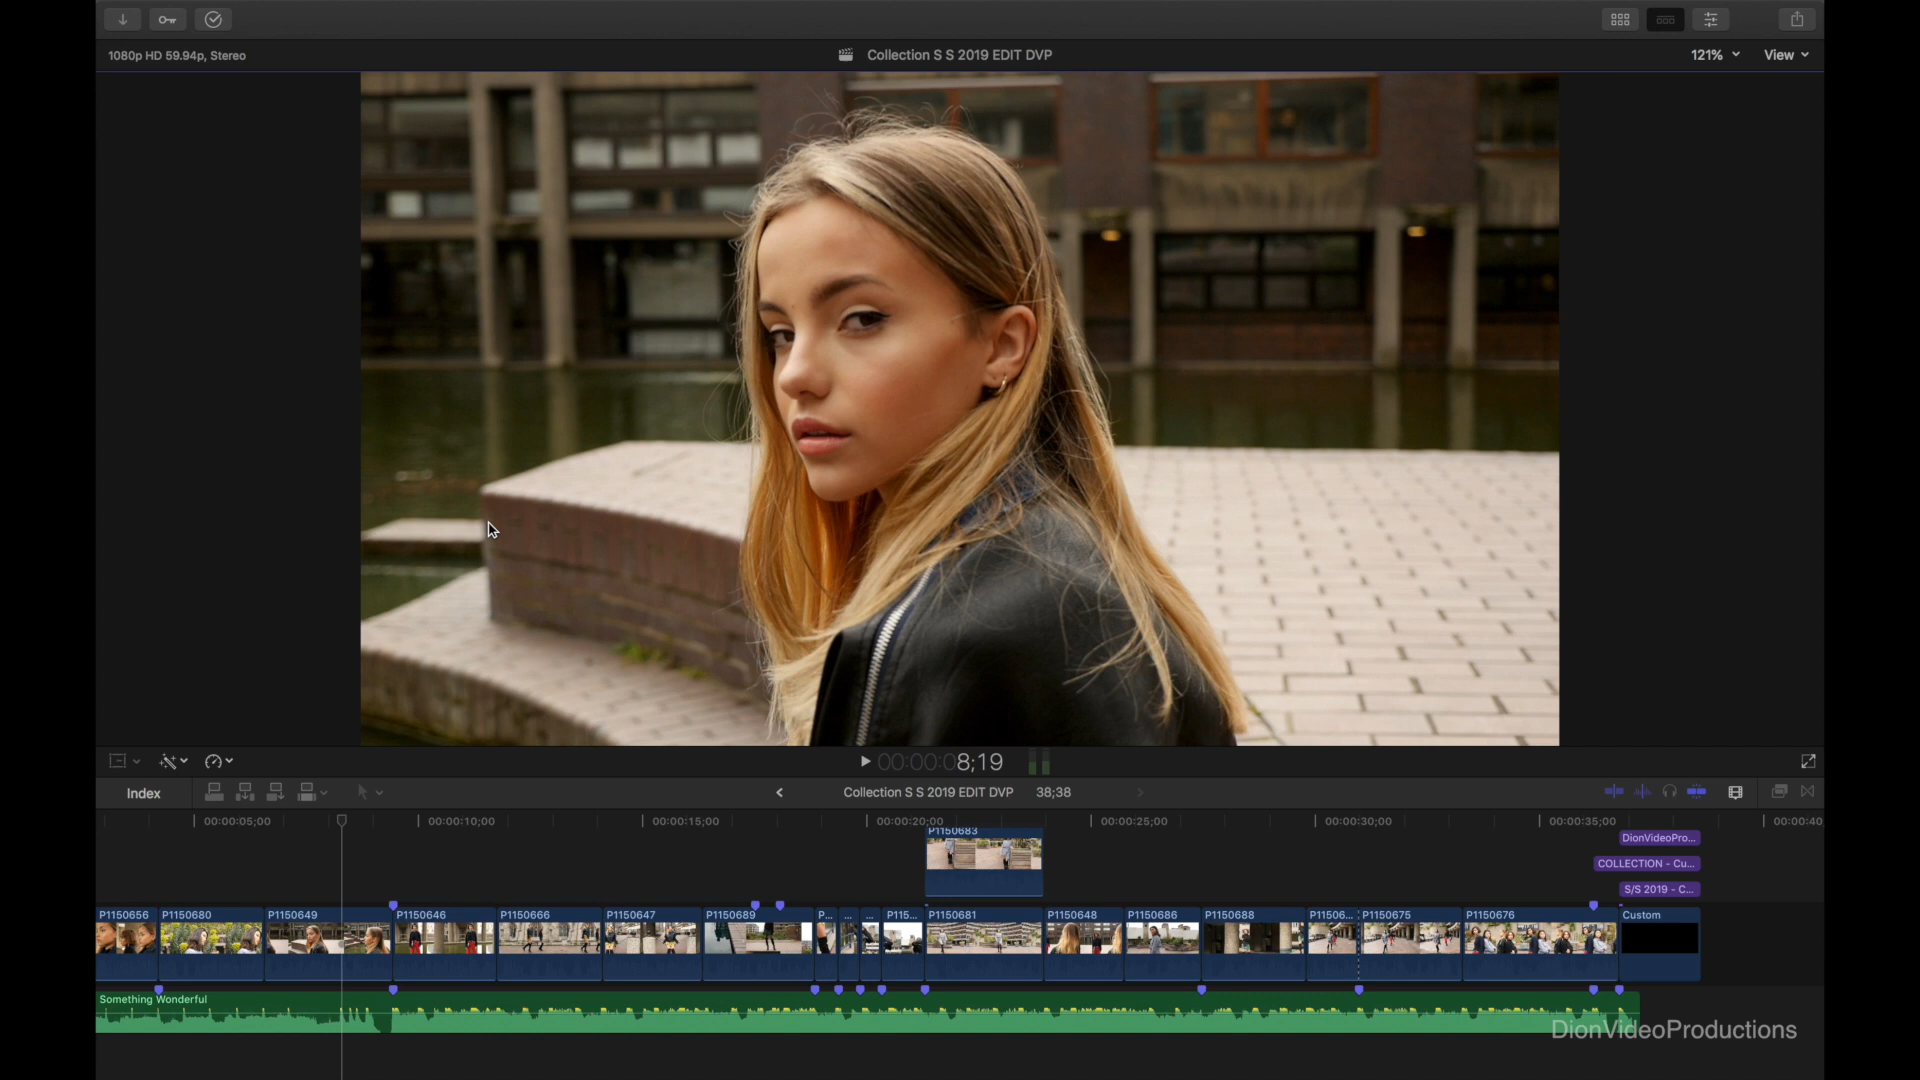 1080p HD 59.94p, Stereo
Collection S S 2019 EDIT DVP
121%
View
00:00:08;19
Index
Collection S S 2019 EDIT DVP
38;38
00:00:05;00
00:00:10;00
00:00:15;00
00:00:20;00
00:00:25;00
00:00:30;00
00:00:35;00
00:00:40
P1150683
DionVideoPro...
COLLECTION - Cu...
S/S 2019 - C...
P1150656
P1150680
P1150649
P1150646
P1150666
P1150647
P1150689
P...
...
...
P115...
P1150681
P1150648
P1150686
P1150688
P11506...
P1150675
P1150676
Custom
Something Wonderful
DionVideoProductions